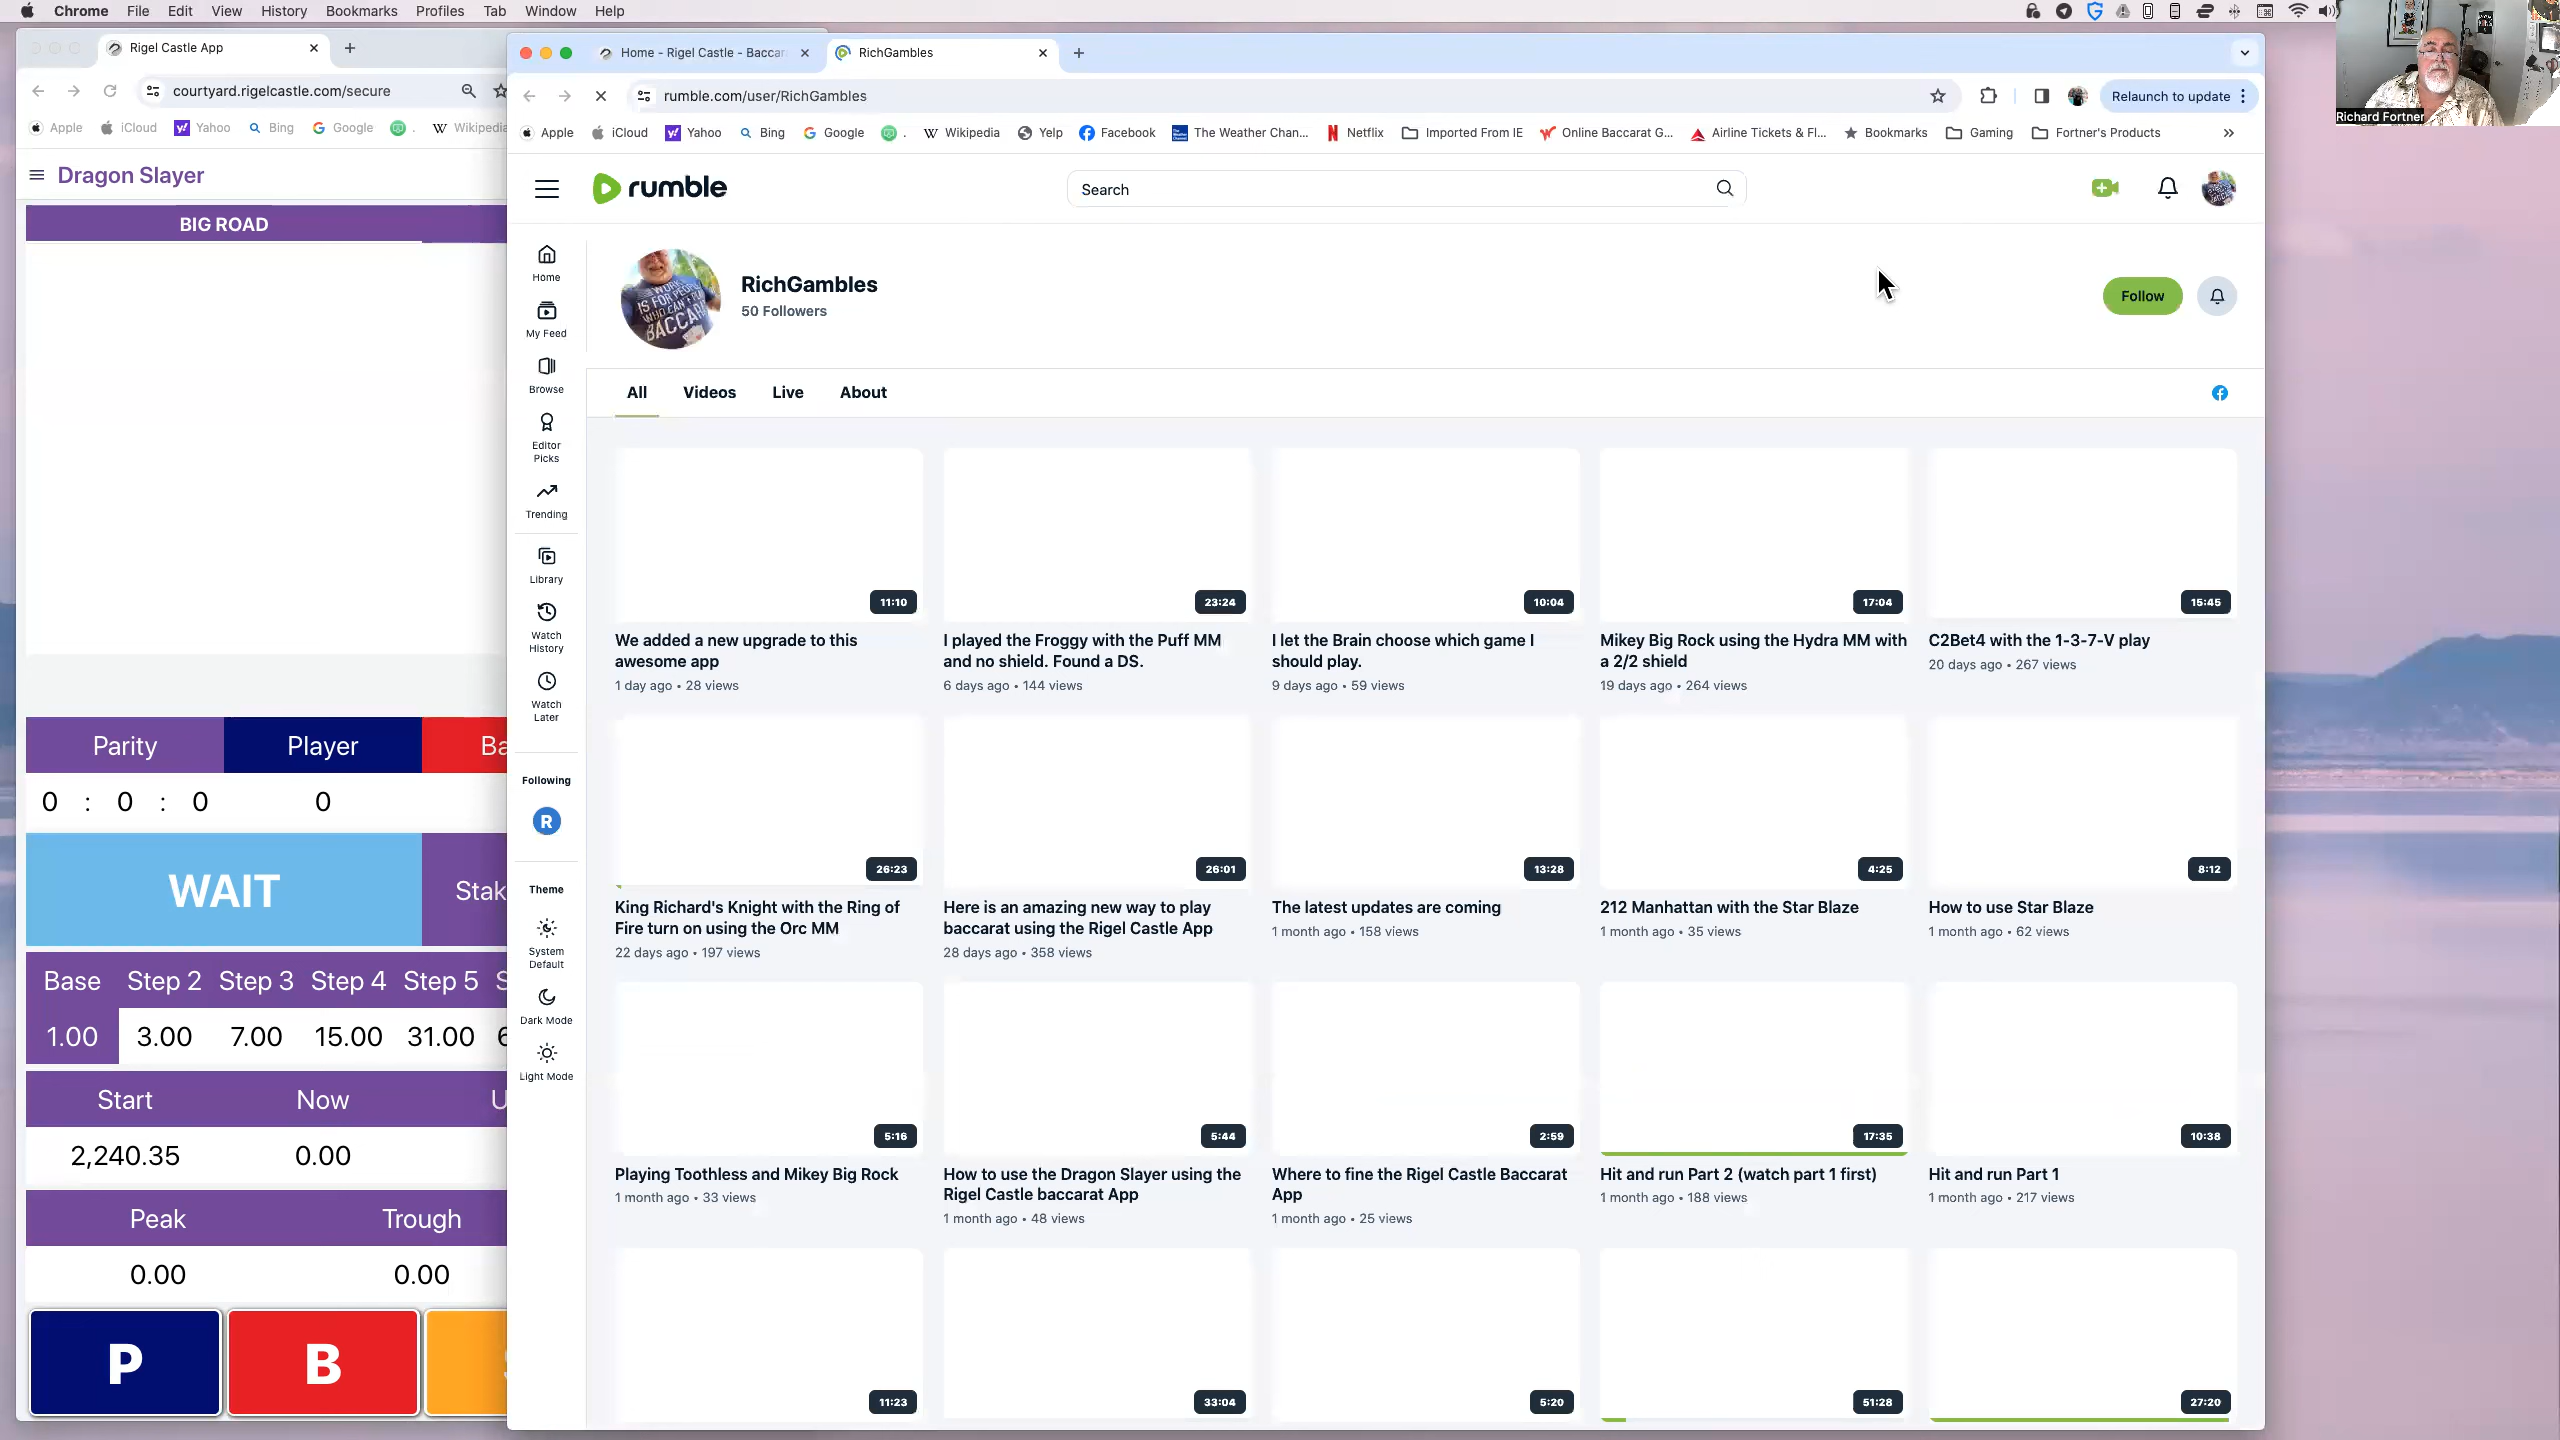 Chrome File Edit View History Bookmarks Profiles Tab Window Help
Rigel Castle App
courtyard.rigelcastle.com/secure
Apple iCloud Yahoo Bing Google . Wikipedia
Dragon Slayer
BIG ROAD
Parity Player
0 : 0 : 0 0
WAIT
Base Step 2 Step 3 Step 4 Step 5
1.00 3.00 7.00 15.00 31.00
Start Now
2,240.35 0.00
Peak Trough
0.00 0.00
P B
Home - Rigel Castle - Baccar
RichGambles
rumble.com/user/RichGambles
Relaunch to update
Apple iCloud Yahoo Bing Google . Wikipedia Yelp Facebook The Weather Chan... Netflix Imported From IE Online Baccarat G... Airline Tickets & Fl... Bookmarks Gaming Fortner's Products
rumble
Search
Home
My Feed
Browse
Editor
Picks
Trending
Library
Watch
History
Watch
Later
Following
R
Theme
System
Default
Dark Mode
Light Mode
RichGambles
50 Followers
Follow
All Videos Live About
11:10 23:24 10:04 17:04 15:45
We added a new upgrade to this
awesome app
1 day ago • 28 views
I played the Froggy with the Puff MM
and no shield. Found a DS.
6 days ago • 144 views
I let the Brain choose which game I
should play.
9 days ago • 59 views
Mikey Big Rock using the Hydra MM with
a 2/2 shield
19 days ago • 264 views
C2Bet4 with the 1-3-7-V play
20 days ago • 267 views
26:23 26:01 13:28 4:25 8:12
King Richard's Knight with the Ring of
Fire turn on using the Orc MM
22 days ago • 197 views
Here is an amazing new way to play
baccarat using the Rigel Castle App
28 days ago • 358 views
The latest updates are coming
1 month ago • 158 views
212 Manhattan with the Star Blaze
1 month ago • 35 views
How to use Star Blaze
1 month ago • 62 views
5:16 5:44 2:59 17:35 10:38
Playing Toothless and Mikey Big Rock
1 month ago • 33 views
How to use the Dragon Slayer using the
Rigel Castle baccarat App
1 month ago • 48 views
Where to fine the Rigel Castle Baccarat
App
1 month ago • 25 views
Hit and run Part 2 (watch part 1 first)
1 month ago • 188 views
Hit and run Part 1
1 month ago • 217 views
11:23 33:04 5:20 51:28 27:20
Richard Fortner